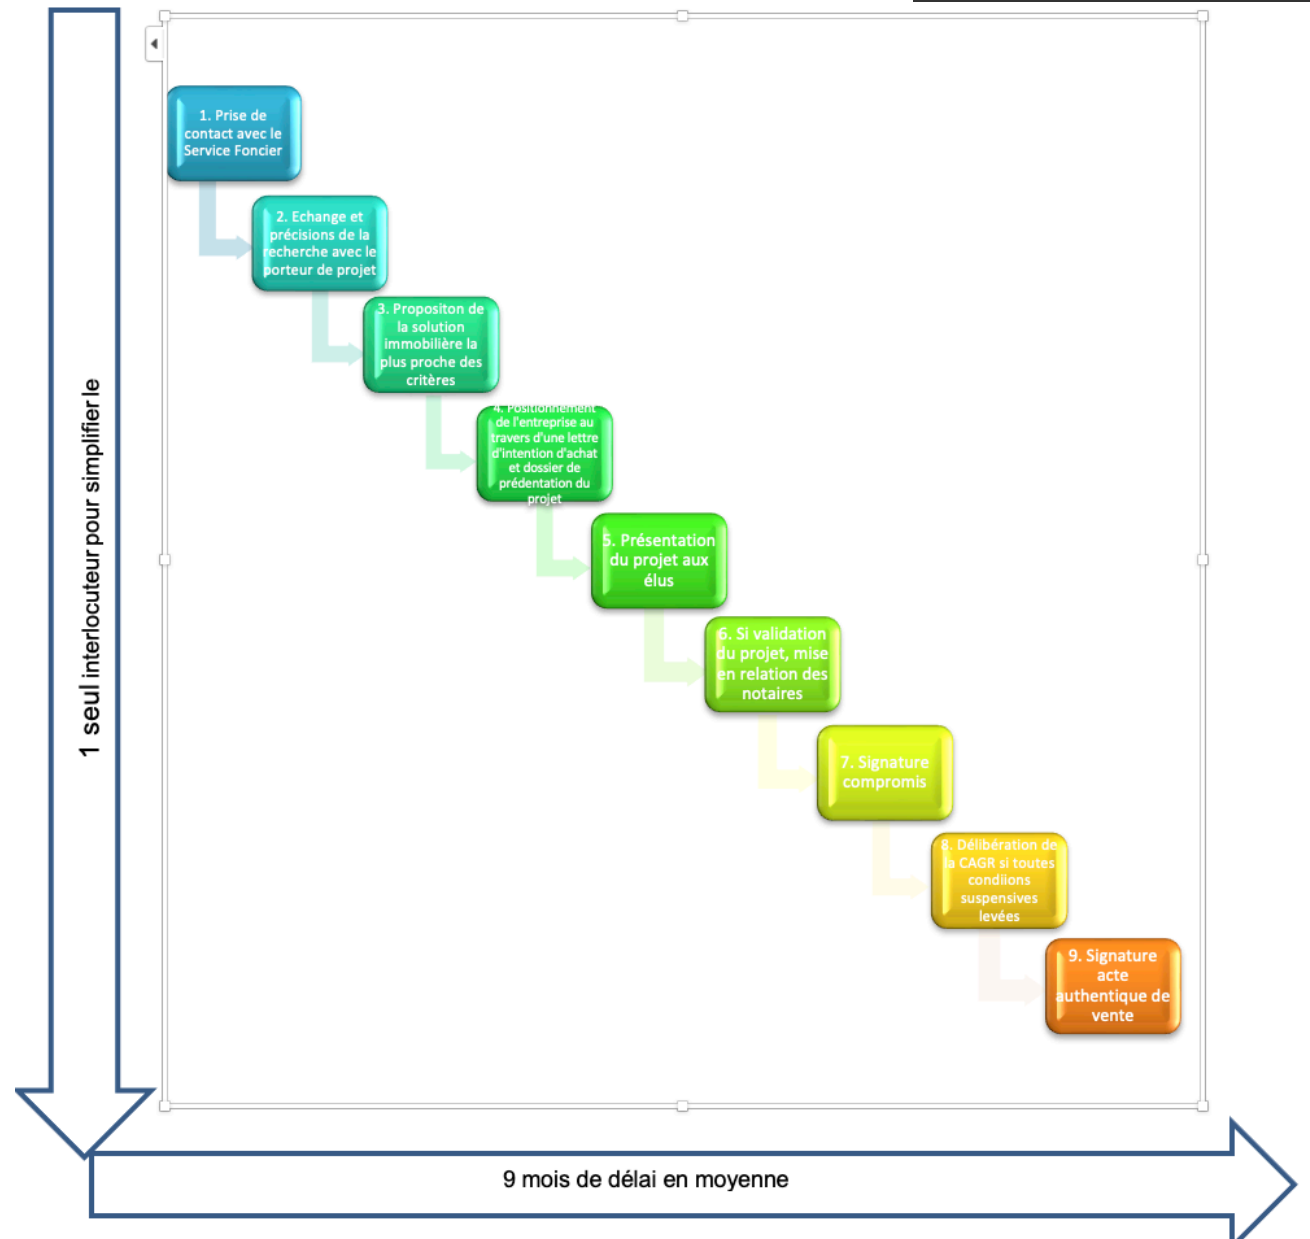 1. Prise de
contact avec le
Service Foncier
2. Echange et
précisions de la
recherche avec le
porteur de projet
3. Propositon de
la solution
immobilière la
plus proche des
critères
4. Positionnement
de l'entreprise au
travers d'une lettre
d'intention d'achat
et dossier de
prédentation du
projet
5. Présentation
du projet aux
élus
6. Si validation
du projet, mise
en relation des
notaires
7. Signature
compromis
8. Délibération de
la CAGR si toutes
condiions
suspensives
levées
9. Signature
acte
authentique de
vente
1 seul interlocuteur pour simplifier le
9 mois de délai en moyenne